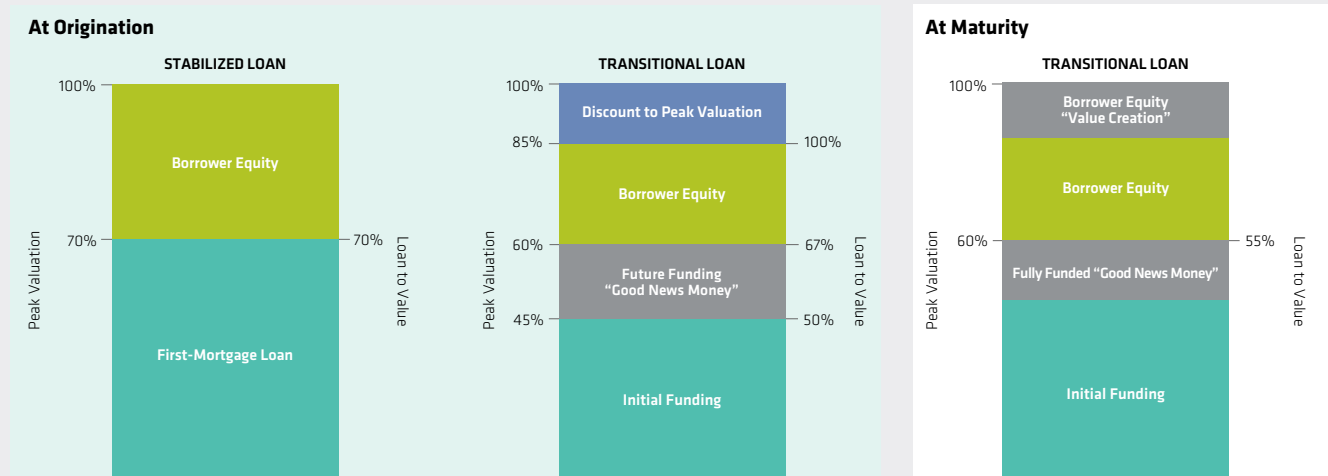 At Origination
STABILIZED LOAN
100%
Borrower Equity
70%
70%
Peak Valuation
Loan to Value
First-Mortgage Loan
TRANSITIONAL LOAN
100%
Discount to Peak Valuation
85%
100%
Borrower Equity
60%
67%
Peak Valuation
Loan to Value
Future Funding
“Good News Money”
45%
50%
Initial Funding
At Maturity
TRANSITIONAL LOAN
100%
Borrower Equity
“Value Creation”
Borrower Equity
60%
55%
Peak Valuation
Loan to Value
Fully Funded “Good News Money”
Initial Funding